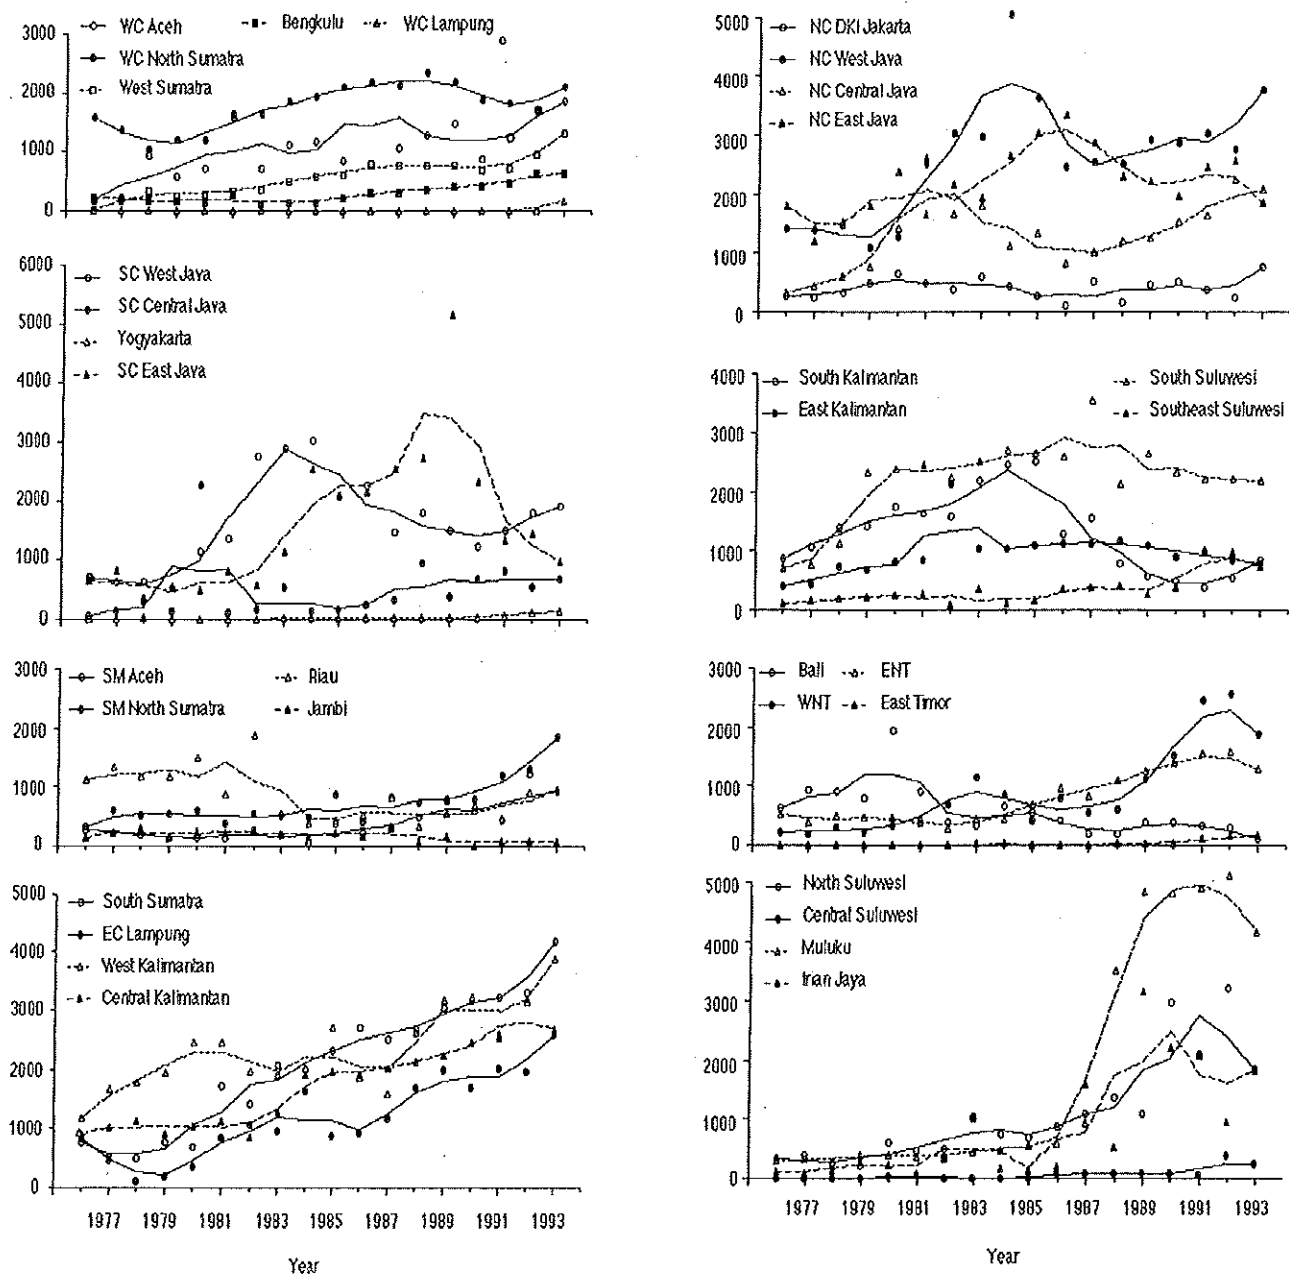 WC Aceh Bengkulu WC Lampung
WC North Sumatra
West Sumatra
3000
2000
1000
0
NC DKI Jakarta
NC West Java
NC Central Java
NC East Java
5000
4000
3000
2000
1000
0
SC West Java
SC Central Java
Yogyakarta
SC East Java
6000
5000
4000
3000
2000
1000
0
South Kalimantan South Suluwesi
East Kalimantan Southeast Suluwesi
4000
3000
2000
1000
0
SM Aceh Riau
SM North Sumatra Jambi
3000
2000
1000
0
Bali ENT
WNT East Timor
3000
2000
1000
0
South Sumatra
EC Lampung
West Kalimantan
Central Kalimantan
5000
4000
3000
2000
1000
0
1977 1979 1981 1983 1985 1987 1989 1991 1993
Year
North Suluwesi
Central Suluwesi
Muluku
Irian Jaya
5000
4000
3000
2000
1000
0
1977 1979 1981 1983 1985 1987 1989 1991 1993
Year